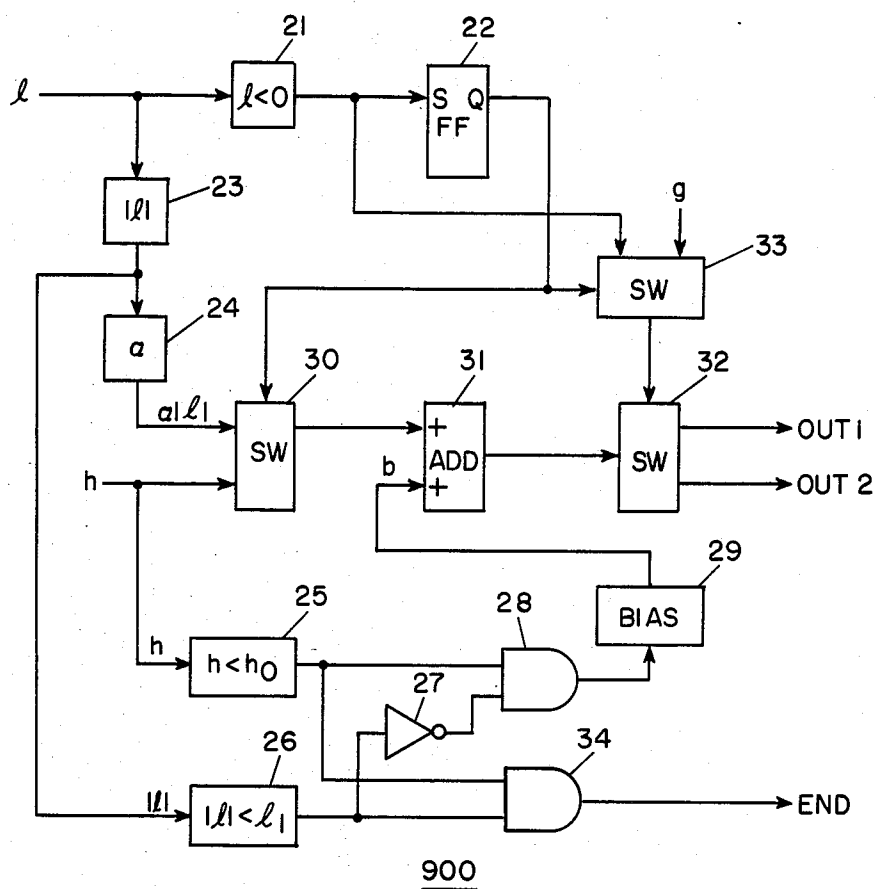 21
22
ℓ
ℓ<0
S Q
FF
23
|ℓ|
g
33
SW
24
a
30
31
32
a|ℓ|
SW
+
ADD
b
+
SW
OUT 1
h
OUT 2
29
BIAS
25
28
h
h<h₀
27
34
26
|ℓ|
|ℓ|<ℓ₁
END
900